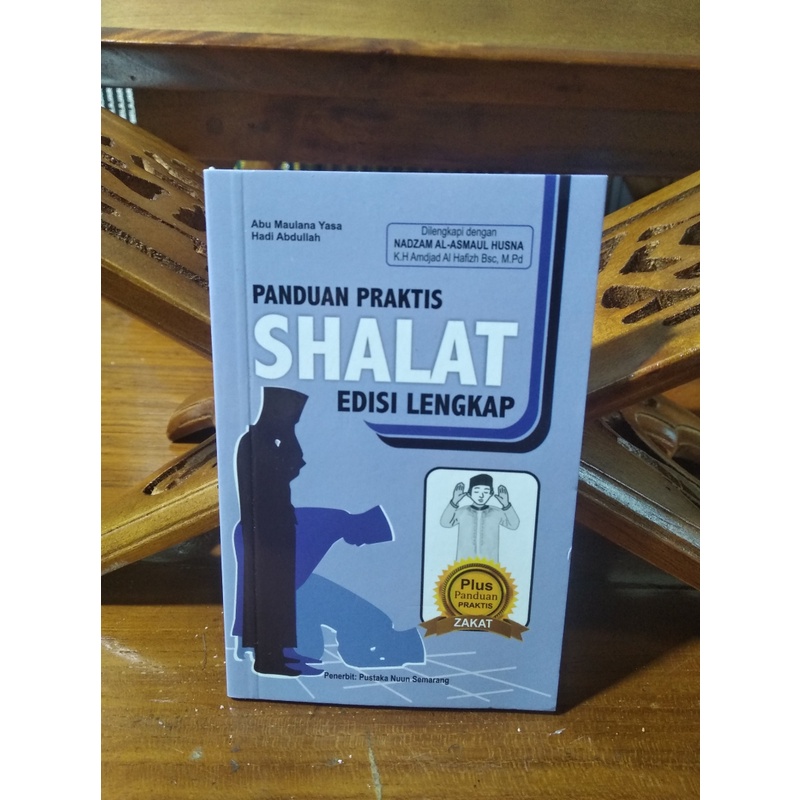 Abu Maulana Yasa
Hadi Abdullah
Dilengkapi dengan
NADZAM AL-ASMAUL HUSNA
K.H Amdjad Al Hafizh Bsc, M.Pd
PANDUAN PRAKTIS
SHALAT
EDISI LENGKAP
Plus
Panduan
PRAKTIS
ZAKAT
Penerbit: Pustaka Nuun Semarang